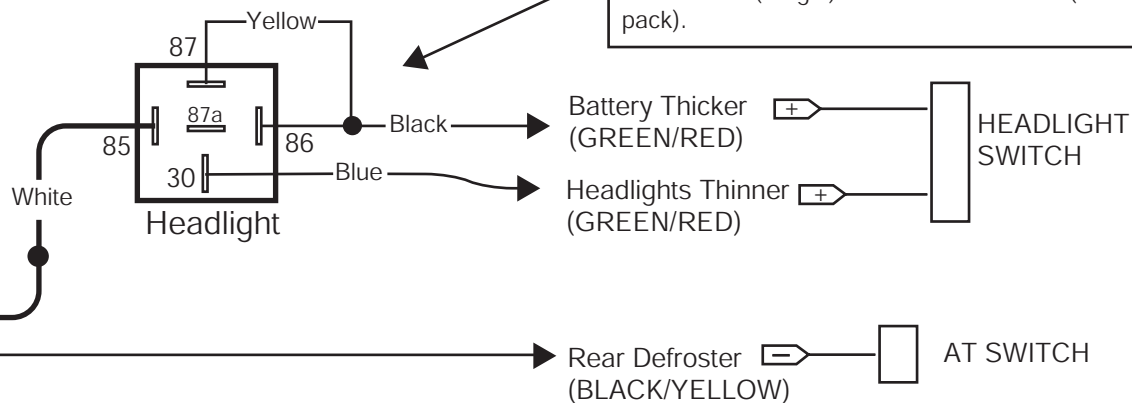 pack).
Yellow
87
87a
85
86
30
Black
Blue
White
Headlight
Battery Thicker
(GREEN/RED)
+
HEADLIGHT
SWITCH
Headlights Thinner
(GREEN/RED)
+
Rear Defroster
(BLACK/YELLOW)
−
AT SWITCH